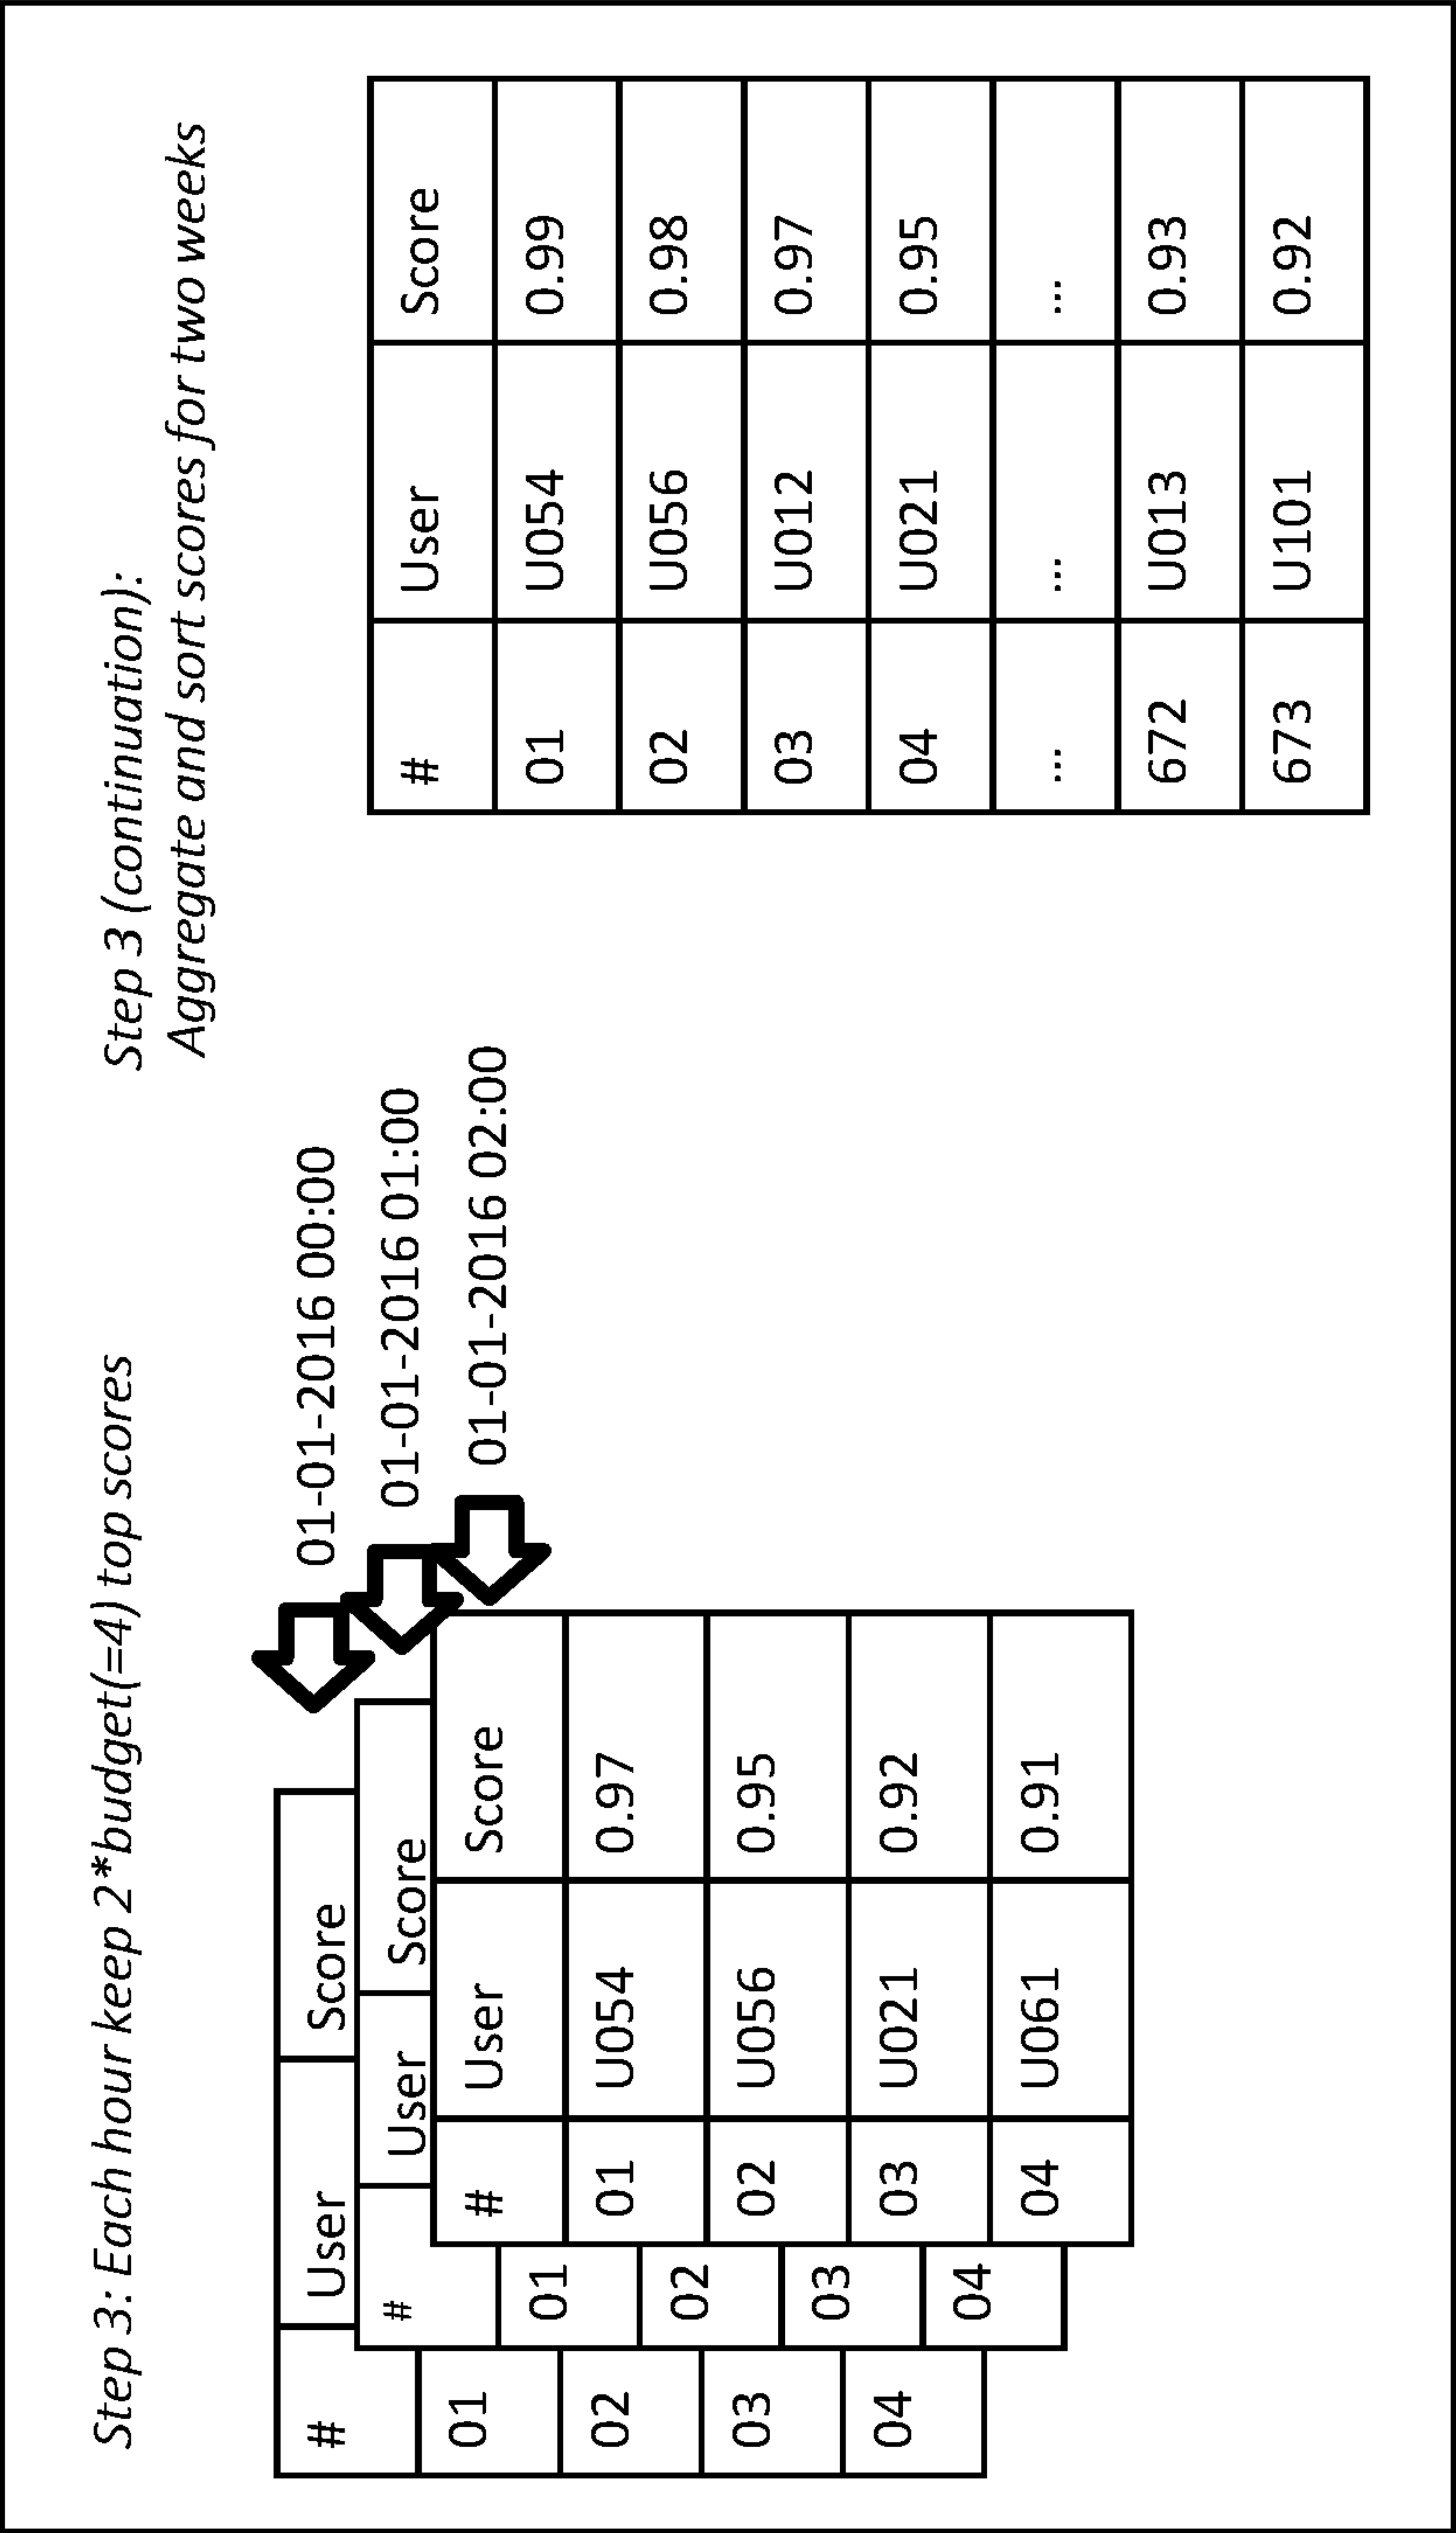 Step 3: Each hour keep 2*budget(=4) top scores
# User Score
01
02
03
04
# User Score
01
02
03
04
# User Score
01 U054 0.97
02 U056 0.95
03 U021 0.92
04 U061 0.91
01-01-2016 00:00
01-01-2016 01:00
01-01-2016 02:00
Step 3 (continuation):
Aggregate and sort scores for two weeks
# User Score
01 U054 0.99
02 U056 0.98
03 U012 0.97
04 U021 0.95
... ... ...
672 U013 0.93
673 U101 0.92